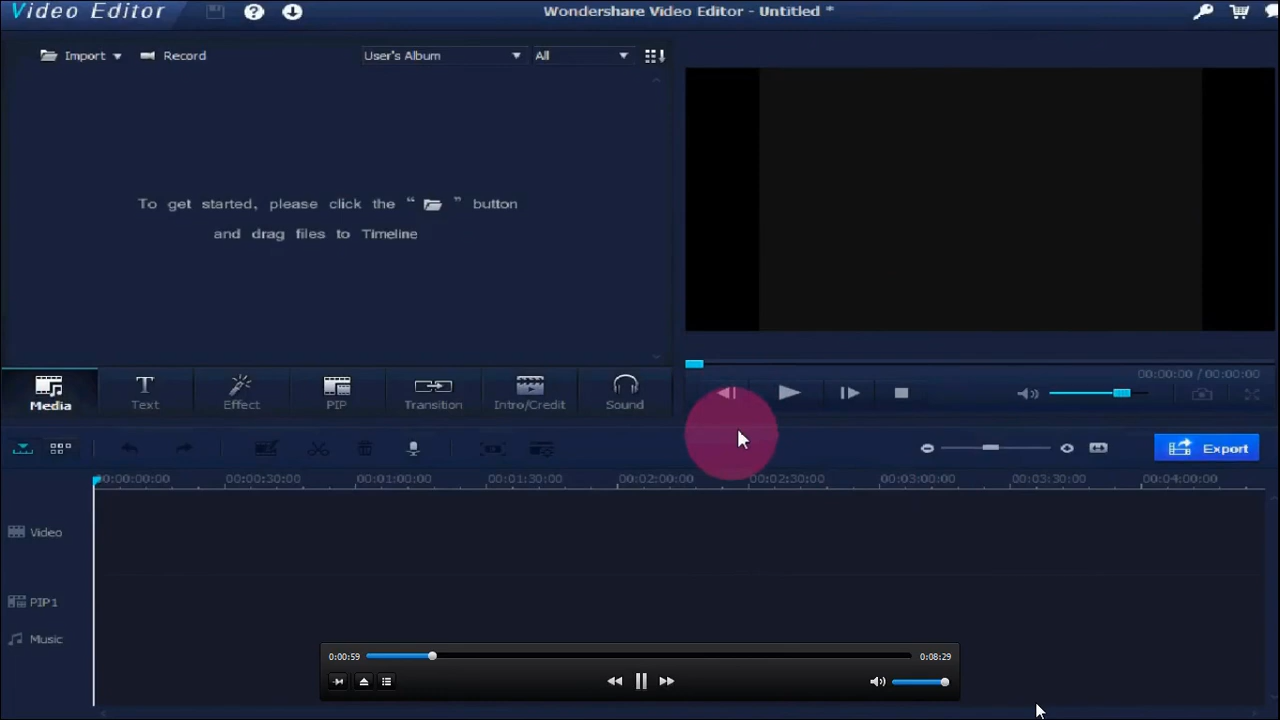 Video Editor
Wondershare Video Editor - Untitled *
Import
Record
User's Album
All
To get started, please click the “ ” button
and drag files to Timeline
00:00:00 / 00:00:00
Media
Text
Effect
PIP
Transition
Intro/Credit
Sound
Export
00:00:00:00
00:00:30:00
00:01:00:00
00:01:30:00
00:02:00:00
00:02:30:00
00:03:00:00
00:03:30:00
00:04:00:00
Video
PIP1
Music
0:00:59
0:08:29